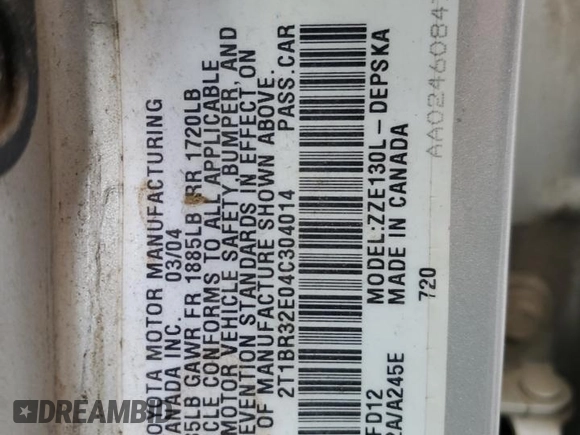 OTA MOTOR MANUFACTURING
ANADA INC. 03/04
85LB GAWR FR 1885LB RR 1720LB
CLE CONFORMS TO ALL APPLICABLE
MOTOR VEHICLE SAFETY BUMPER, AND
EVENTION STANDARDS IN EFFECT ON
OF MANUFACTURE SHOWN ABOVE.
2T1BR32E04C304014 PASS.CAR
MODEL:ZZE130L-DEPSKA
FD12 MADE IN CANADA
A/A245E 720
AA0246084
DREAMBID